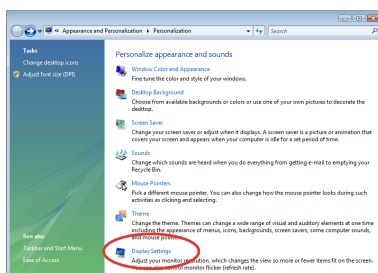 « Appearance and Personalization ▸ Personalization
Search
Tasks
Change desktop icons
Adjust font size (DPI)
Personalize appearance and sounds
Window Color and Appearance
Fine tune the color and style of your windows.
Desktop Background
Choose from available backgrounds or colors or use one of your own pictures to decorate the
desktop.
Screen Saver
Change your screen saver or adjust when it displays. A screen saver is a picture or animation that
covers your screen and appears when your computer is idle for a set period of time.
Sounds
Change which sounds are heard when you do everything from getting e-mail to emptying your
Recycle Bin.
Mouse Pointers
Pick a different mouse pointer. You can also change how the mouse pointer looks during such
activities as clicking and selecting.
Theme
Change the theme. Themes can change a wide range of visual and auditory elements at one time
including the appearance of menus, icons, backgrounds, screen savers, some computer sounds,
and mouse pointers.
Display Settings
Adjust your monitor resolution, which changes the view so more or fewer items fit on the screen.
You can also control monitor flicker (refresh rate).
See also
Taskbar and Start Menu
Ease of Access